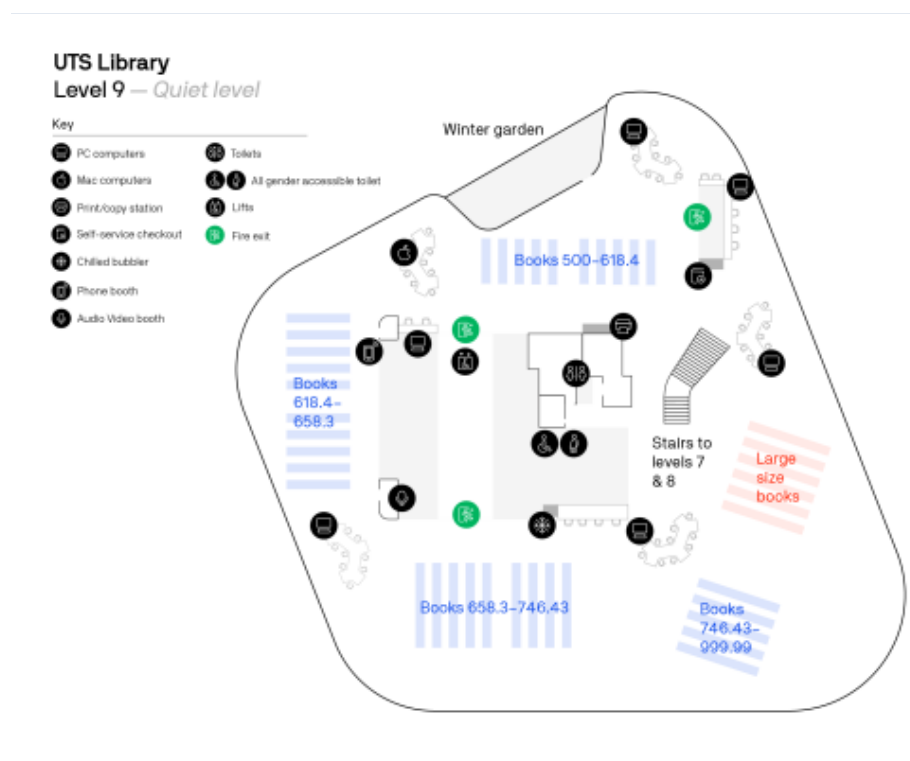 UTS Library
Level 9 — Quiet level
Key
PC computers
Mac computers
Print/copy station
Self-service checkout
Chilled bubbler
Phone booth
Audio Video booth
Toilets
All gender accessible toilet
Lifts
Fire exit
Winter garden
Books 500–618.4
Books
618.4–
658.3
Stairs to
levels 7
& 8
Large
size
books
Books 658.3–746.43
Books
746.43–
999.99